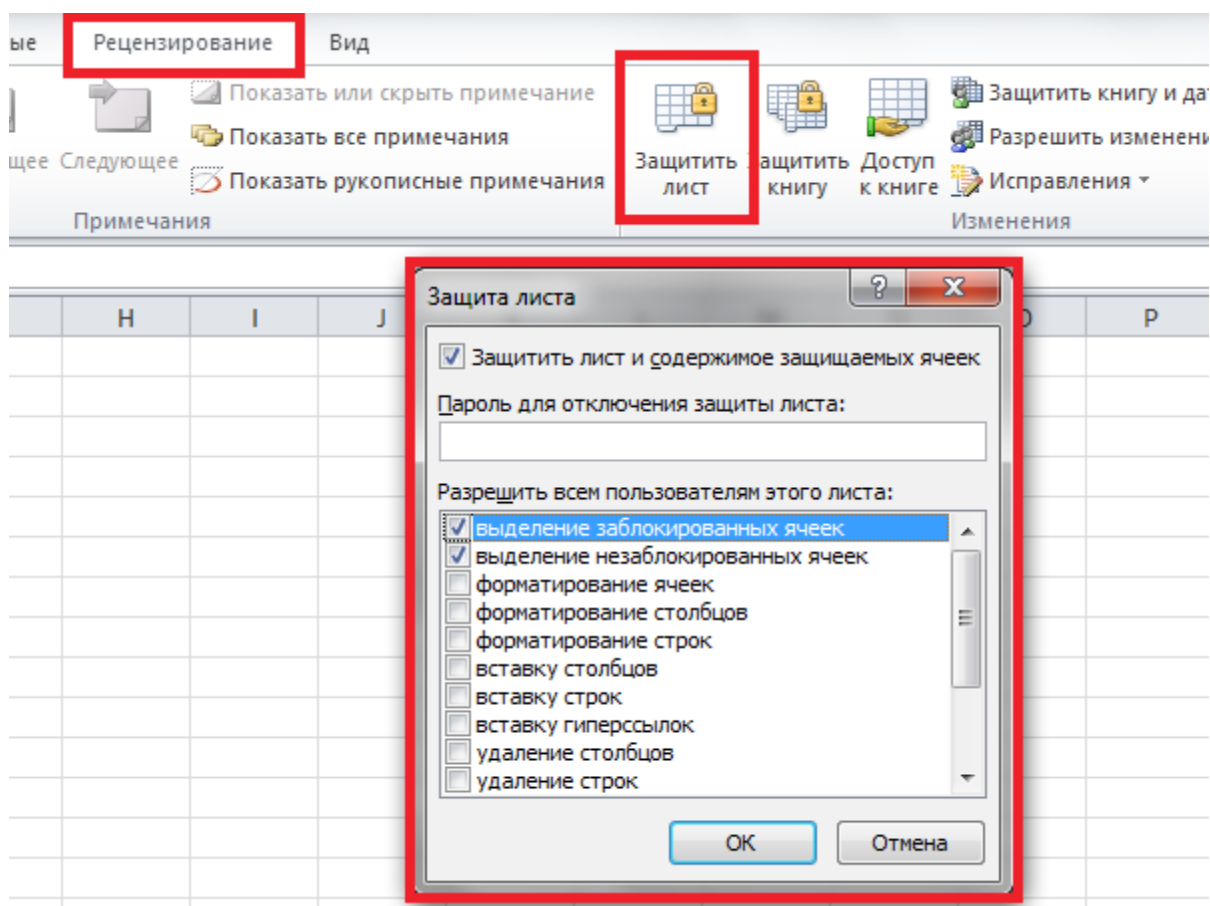 ые Рецензирование Вид
Показать или скрыть примечание
Показать все примечания
Показать рукописные примечания
щее Следующее
Примечания
Защитить
лист
ащитить
книгу
Доступ
к книге
Защитить книгу и дат
Разрешить изменени
Исправления
Изменения
H I J P
Защита листа
Защитить лист и содержимое защищаемых ячеек
Пароль для отключения защиты листа:
Разрешить всем пользователям этого листа:
выделение заблокированных ячеек
выделение незаблокированных ячеек
форматирование ячеек
форматирование столбцов
форматирование строк
вставку столбцов
вставку строк
вставку гиперссылок
удаление столбцов
удаление строк
ОК Отмена